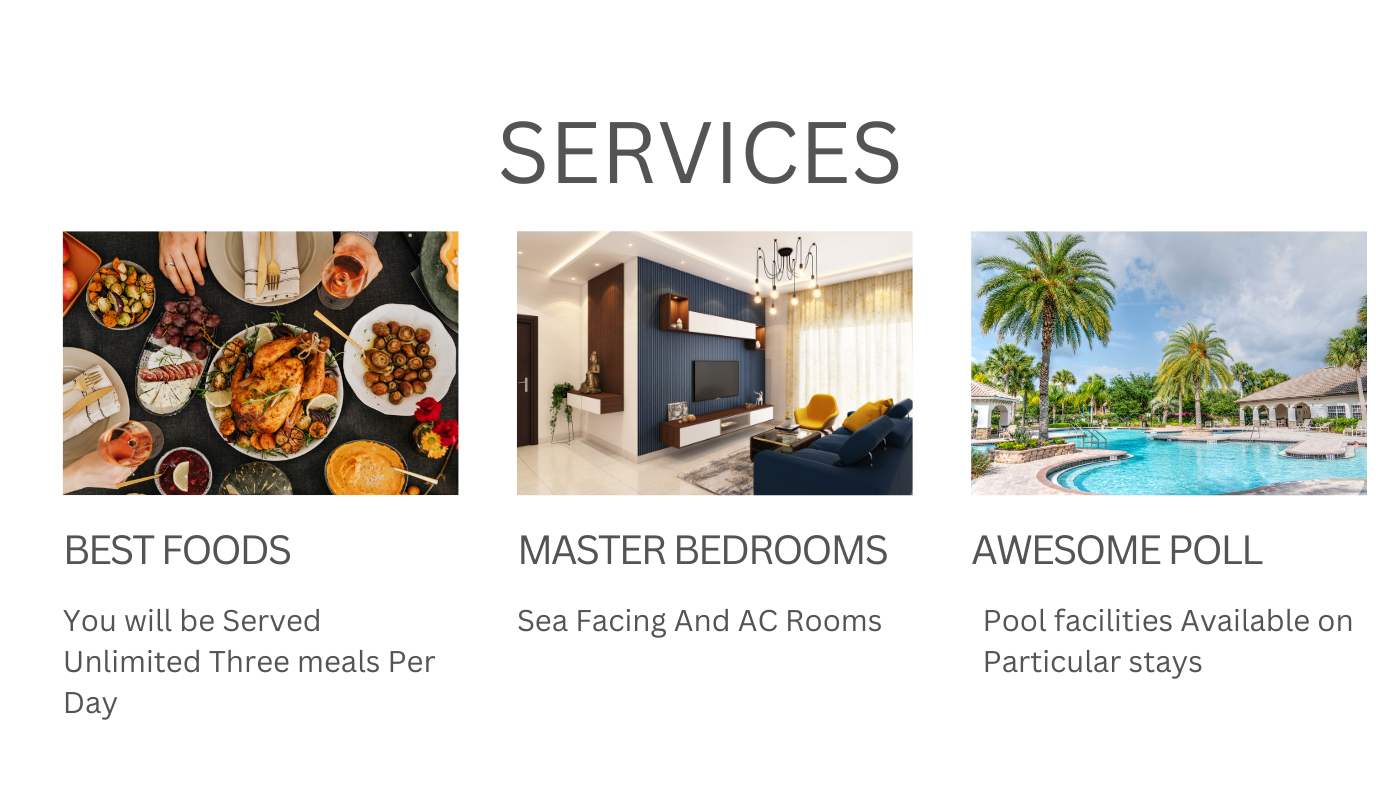 SERVICES
BEST FOODS
You will be Served
Unlimited Three meals Per
Day
MASTER BEDROOMS
Sea Facing And AC Rooms
AWESOME POLL
Pool facilities Available on
Particular stays